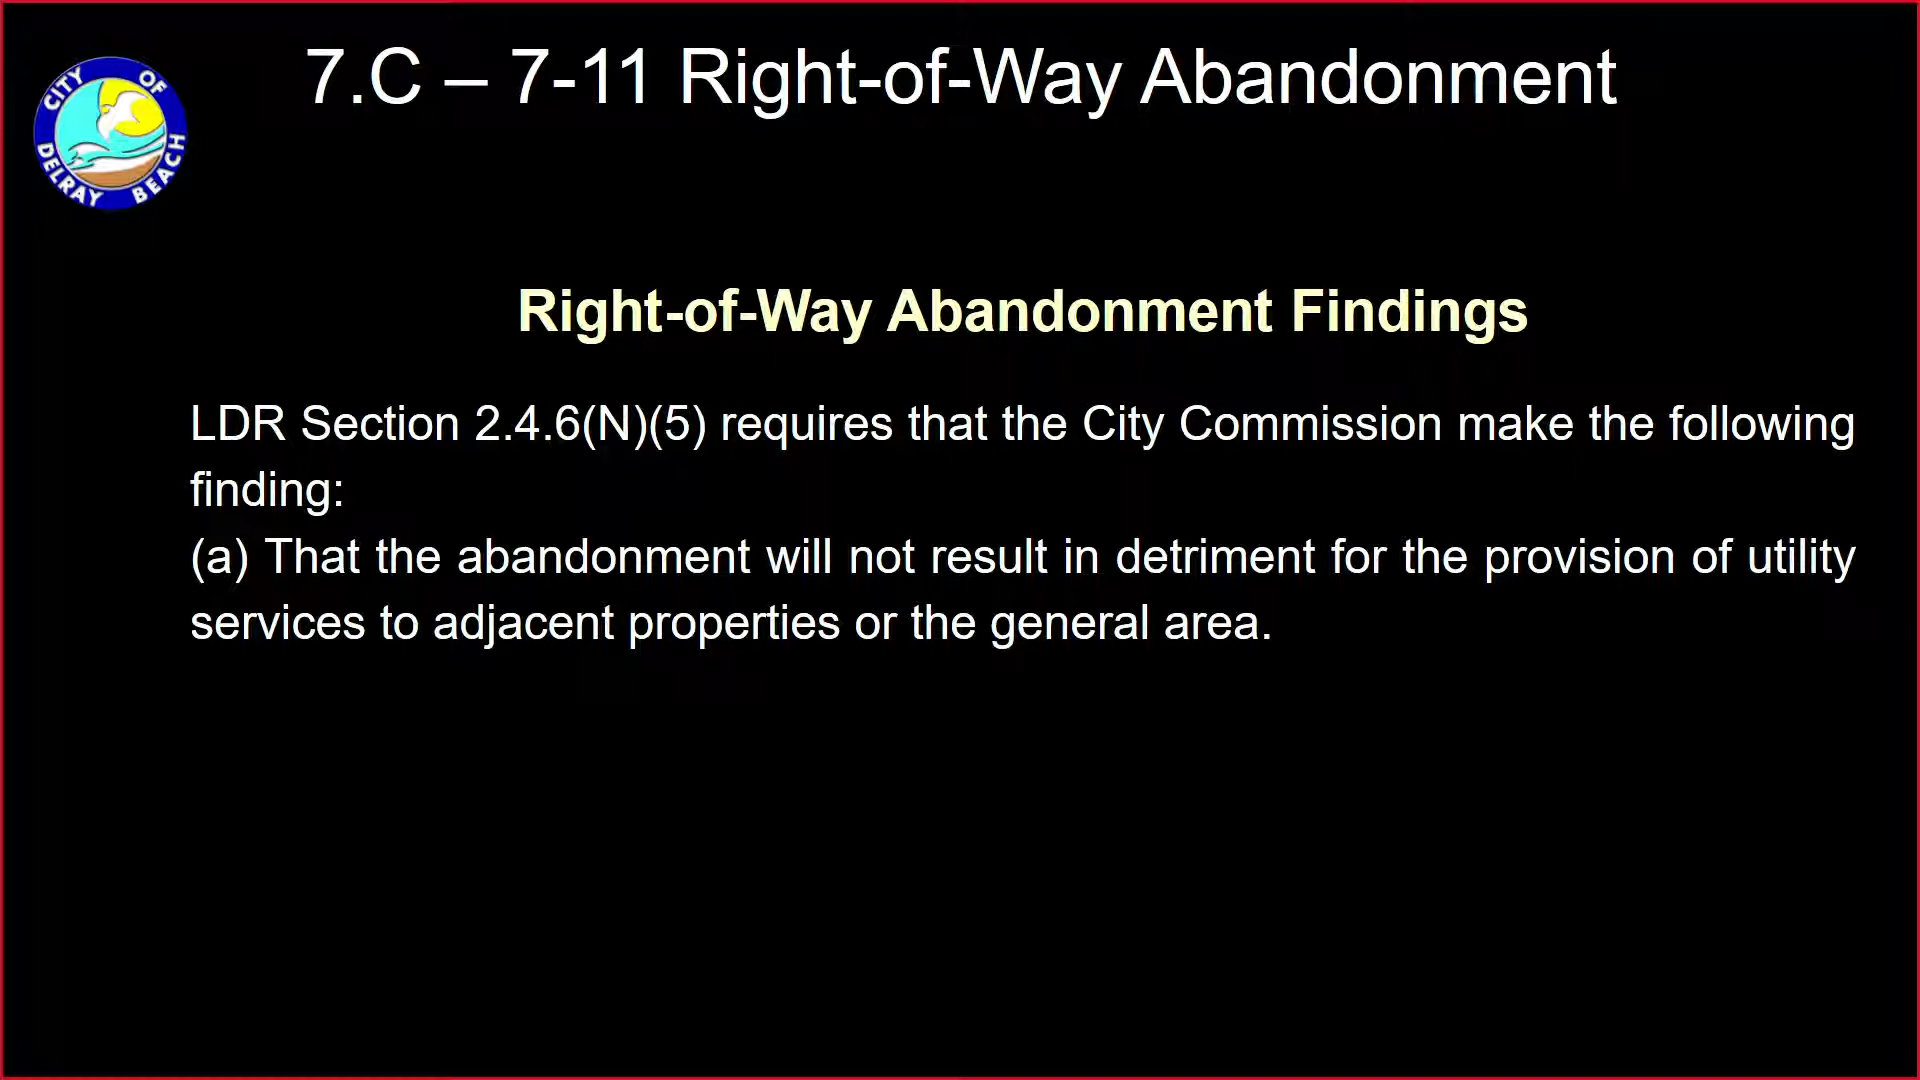 7.C – 7-11 Right-of-Way Abandonment
CITY OF
DELRAY BEACH
Right-of-Way Abandonment Findings
LDR Section 2.4.6(N)(5) requires that the City Commission make the following
finding:
(a) That the abandonment will not result in detriment for the provision of utility
services to adjacent properties or the general area.